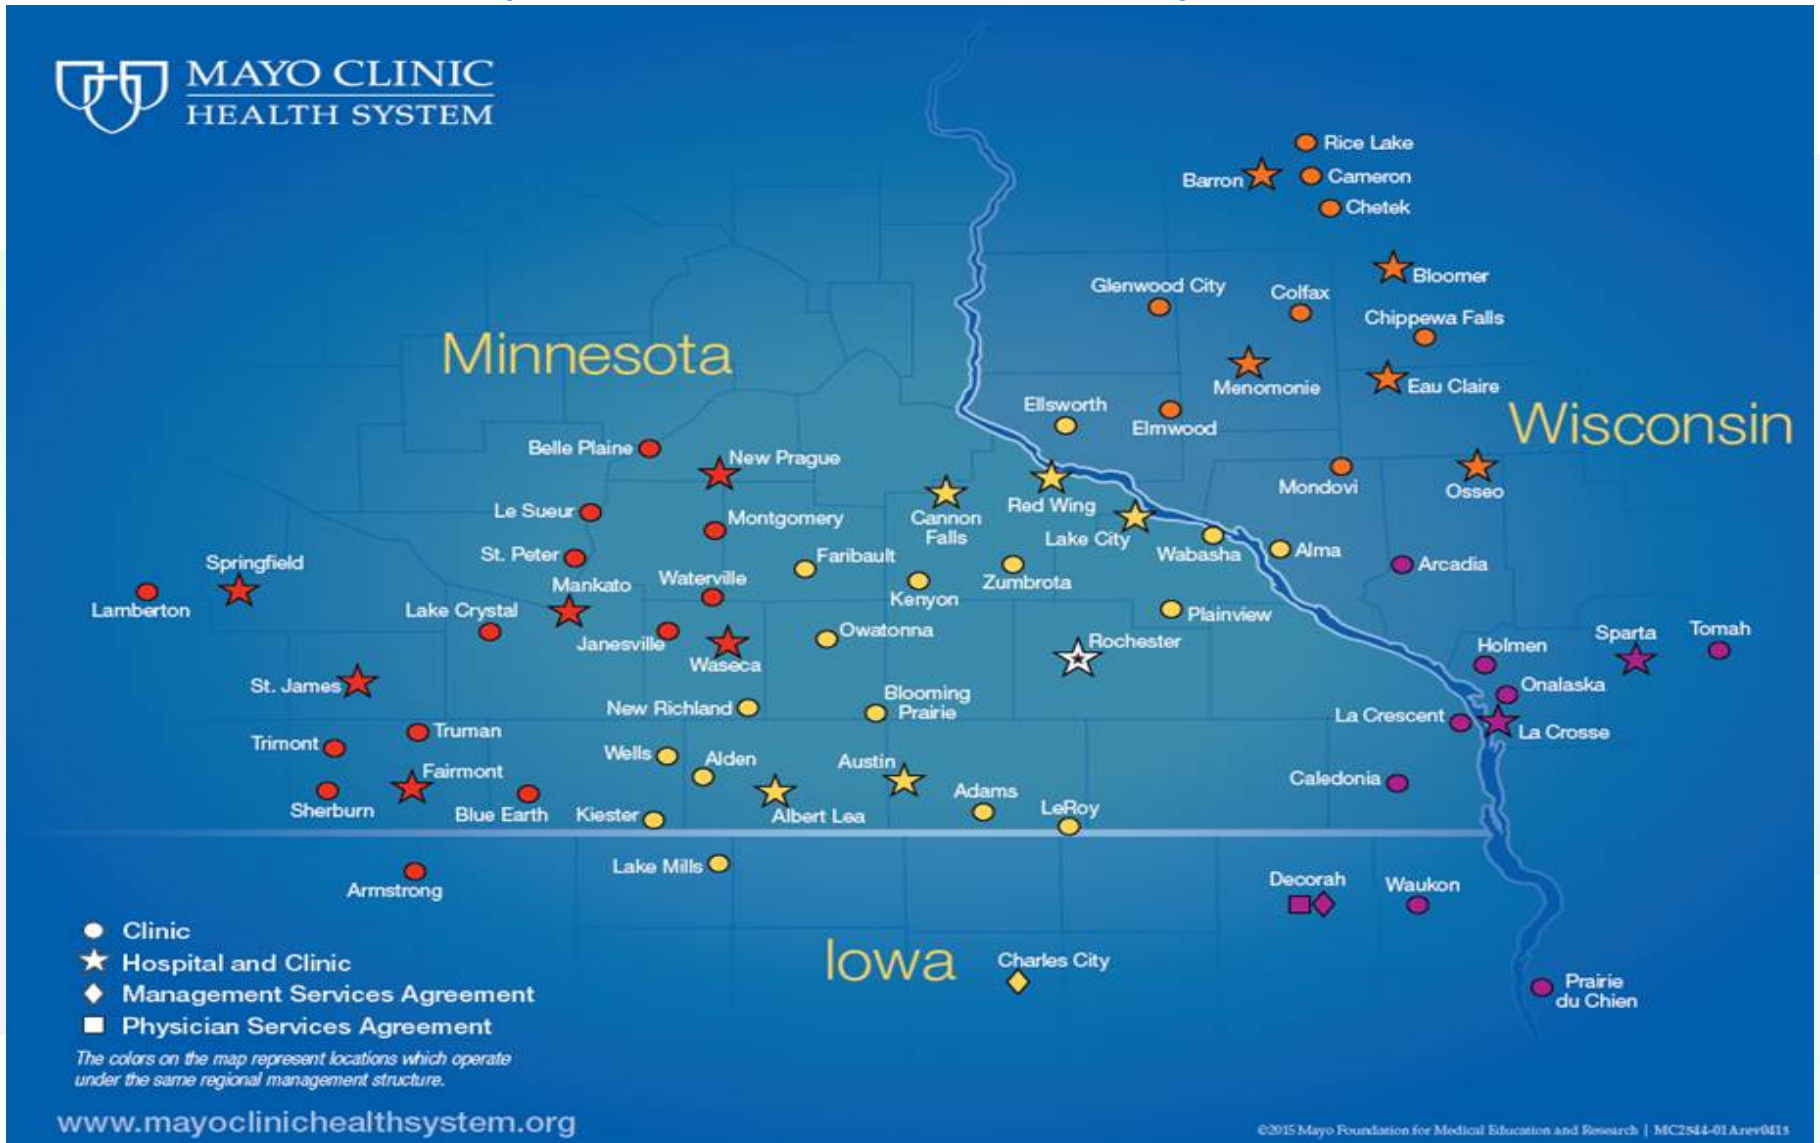 MAYO CLINIC
HEALTH SYSTEM
Rice Lake
Barron
Cameron
Chetek
Bloomer
Glenwood City
Colfax
Chippewa Falls
Minnesota
Menomonie
Eau Claire
Ellsworth
Elmwood
Wisconsin
Belle Plaine
New Prague
Mondovi
Osseo
Le Sueur
Montgomery
Cannon
Falls
Red Wing
Lake City
Wabasha
Alma
Arcadia
St. Peter
Faribault
Springfield
Mankato
Waterville
Zumbrota
Kenyon
Lamberton
Lake Crystal
Plainview
Janesville
Owatonna
Waseca
Rochester
Holmen
Sparta
Tomah
St. James
New Richland
Blooming
Prairie
Onalaska
La Crescent
La Crosse
Truman
Trimont
Wells
Alden
Austin
Fairmont
Caledonia
Sherburn
Blue Earth
Kiester
Albert Lea
Adams
LeRoy
Lake Mills
Armstrong
Decorah
Waukon
Iowa
Charles City
Prairie
du Chien
Clinic
Hospital and Clinic
Management Services Agreement
Physician Services Agreement
The colors on the map represent locations which operate
under the same regional management structure.
www.mayoclinichealthsystem.org
©2015 Mayo Foundation for Medical Education and Research | MC2844-01Arev0415